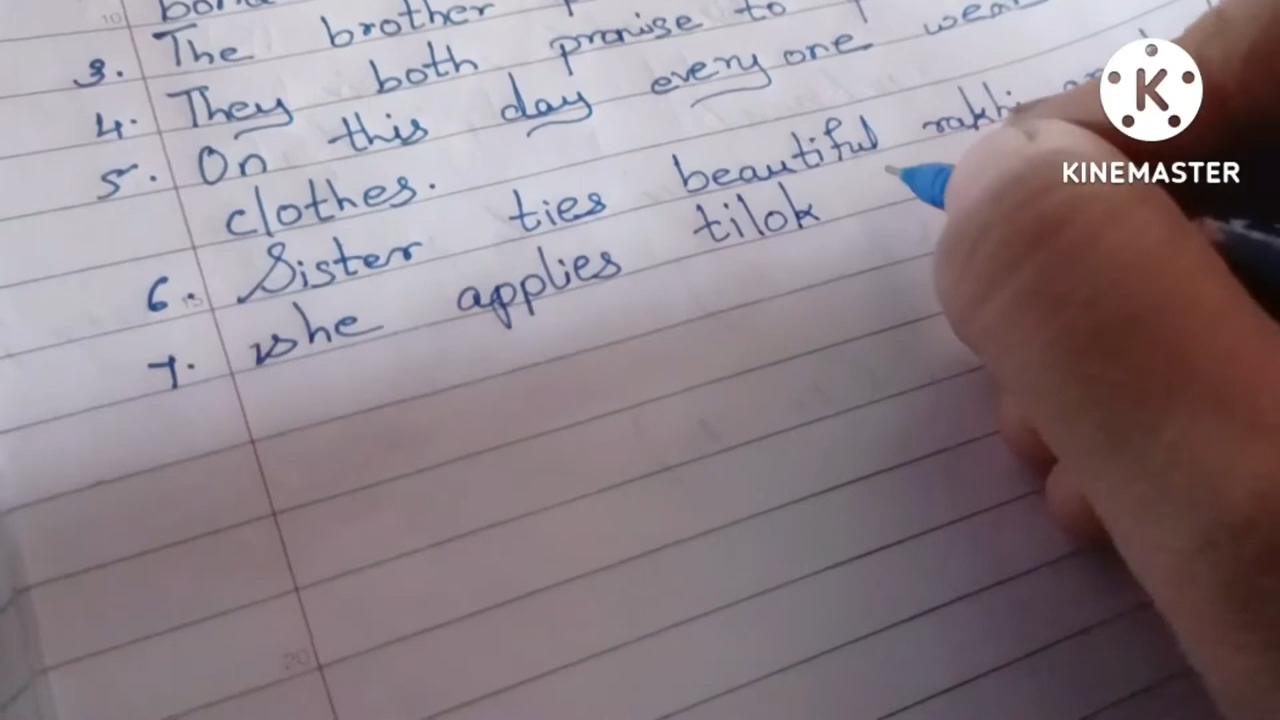 3. The brother
4. They both promise to
5. On this day every one wear
clothes.
6. Sister ties beautiful rakhi
7. she applies tilok
K
KINEMASTER
20